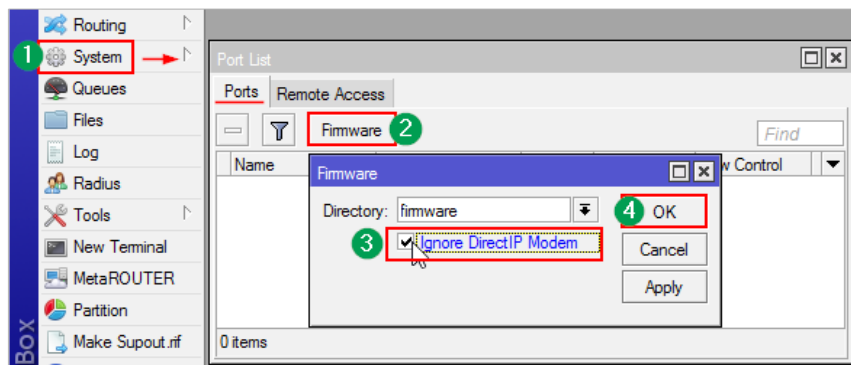 Routing
1 System
Queues
Files
Log
Radius
Tools
New Terminal
MetaROUTER
Partition
Make Supout.rif
Box
Port List
Ports Remote Access
Firmware 2
Find
Name
w Control
Firmware
Directory: firmware
4 OK
3 Ignore DirectIP Modem
Cancel
Apply
0 items